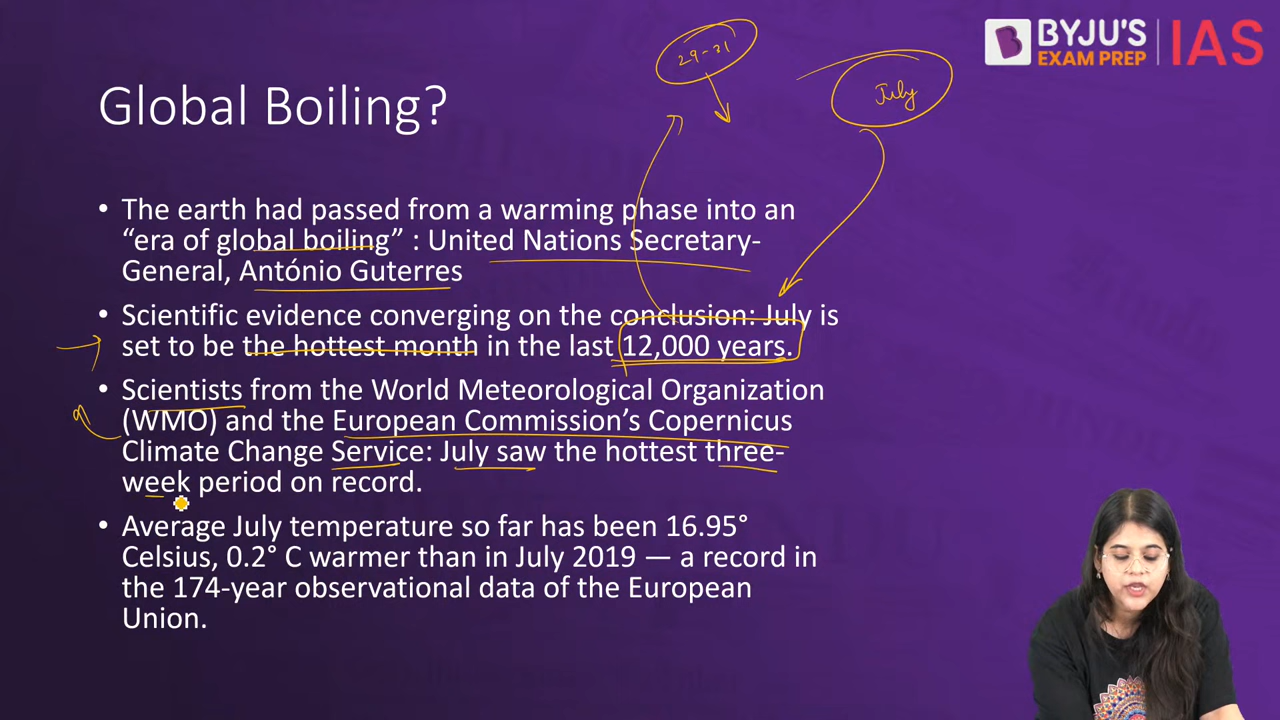 29-21
July
BYJU'S
EXAM PREP
IAS
Global Boiling?
• The earth had passed from a warming phase into an
“era of global boiling” : United Nations Secretary-
General, António Guterres
• Scientific evidence converging on the conclusion: July is
set to be the hottest month in the last 12,000 years.
• Scientists from the World Meteorological Organization
(WMO) and the European Commission’s Copernicus
Climate Change Service: July saw the hottest three-
week period on record.
• Average July temperature so far has been 16.95°
Celsius, 0.2° C warmer than in July 2019 — a record in
the 174-year observational data of the European
Union.